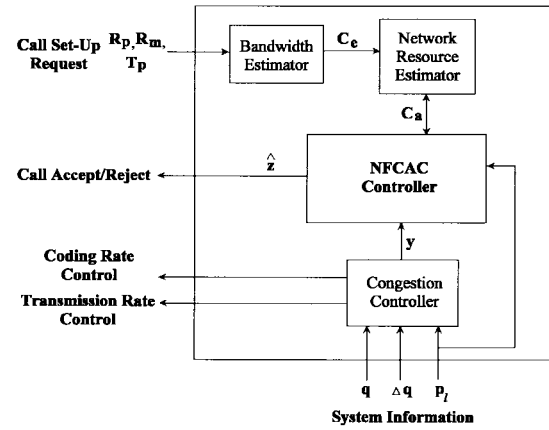 Call Set-Up
Request
Rp,Rm,
Tp
Bandwidth
Estimator
Ce
Network
Resource
Estimator
Ca
NFCAC
Controller
ẑ
Call Accept/Reject
y
Coding Rate
Control
Transmission Rate
Control
Congestion
Controller
q
△q
pl
System Information